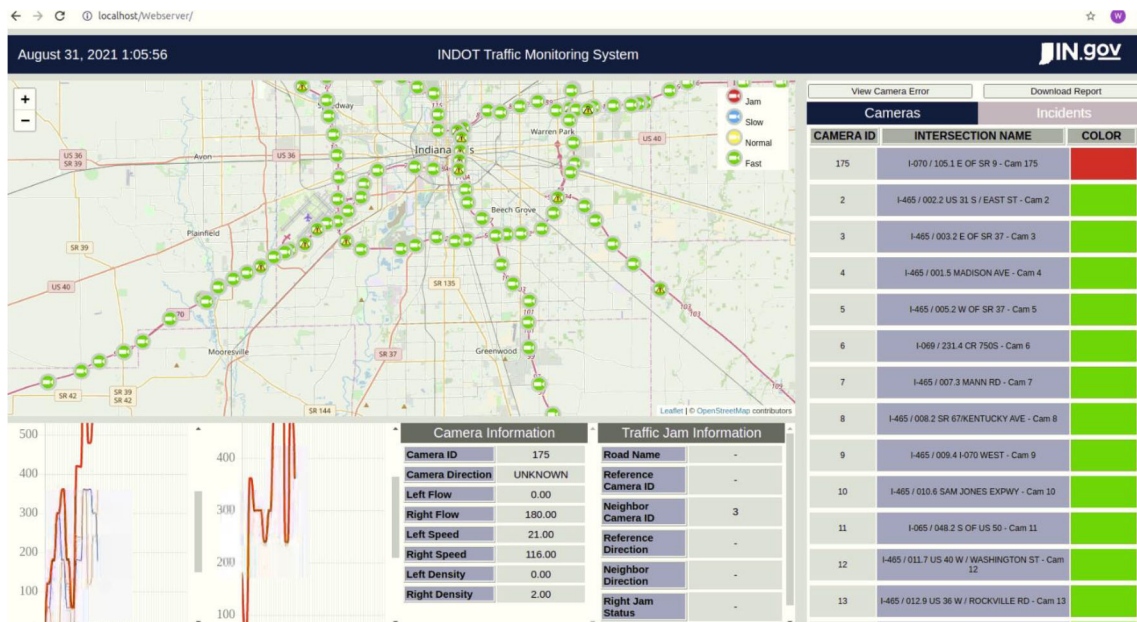 localhost/Webserver/
W
August 31, 2021 1:05:56
INDOT Traffic Monitoring System
IN.gov
+
−
Jam
Slow
Normal
Fast
US 36
SR 39
Avon
US 36
Warren Park
US 40
Beech Grove
Plainfield
SR 39
US 40
SR 135
70
Mooresville
SR 37
Greenwood
SR 42
SR 39
SR 42
SR 144
103
103
Leaflet | © OpenStreetMap contributors
View Camera Error
Download Report
Cameras
Incidents
CAMERA ID INTERSECTION NAME COLOR
175 I-070 / 105.1 E OF SR 9 - Cam 175
2 I-465 / 002.2 US 31 S / EAST ST - Cam 2
3 I-465 / 003.2 E OF SR 37 - Cam 3
4 I-465 / 001.5 MADISON AVE - Cam 4
5 I-465 / 005.2 W OF SR 37 - Cam 5
6 I-069 / 231.4 CR 750S - Cam 6
7 I-465 / 007.3 MANN RD - Cam 7
8 I-465 / 008.2 SR 67/KENTUCKY AVE - Cam 8
9 I-465 / 009.4 I-070 WEST - Cam 9
10 I-465 / 010.6 SAM JONES EXPWY - Cam 10
11 I-065 / 048.2 S OF US 50 - Cam 11
12 I-465 / 011.7 US 40 W / WASHINGTON ST - Cam
12
13 I-465 / 012.9 US 36 W / ROCKVILLE RD - Cam 13
500
400
300
200
100
400
300
200
100
Camera Information
Camera ID 175
Camera Direction UNKNOWN
Left Flow 0.00
Right Flow 180.00
Left Speed 21.00
Right Speed 116.00
Left Density 0.00
Right Density 2.00
Traffic Jam Information
Road Name -
Reference
Camera ID -
Neighbor
Camera ID 3
Reference
Direction -
Neighbor
Direction -
Right Jam
Status -